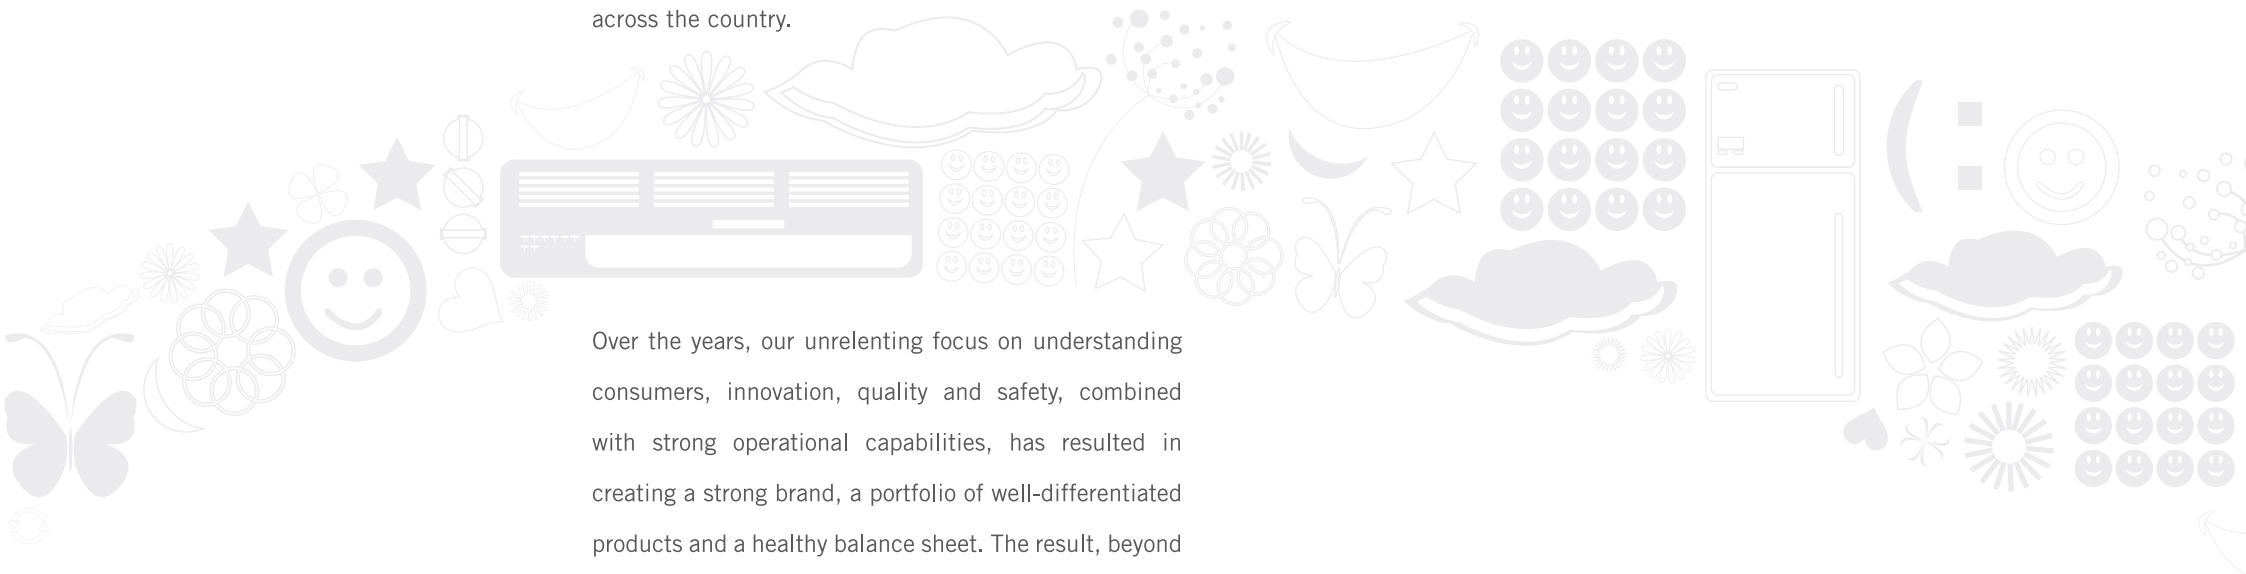 across the country.
Over the years, our unrelenting focus on understanding
consumers, innovation, quality and safety, combined
with strong operational capabilities, has resulted in
creating a strong brand, a portfolio of well-differentiated
products and a healthy balance sheet. The result, beyond